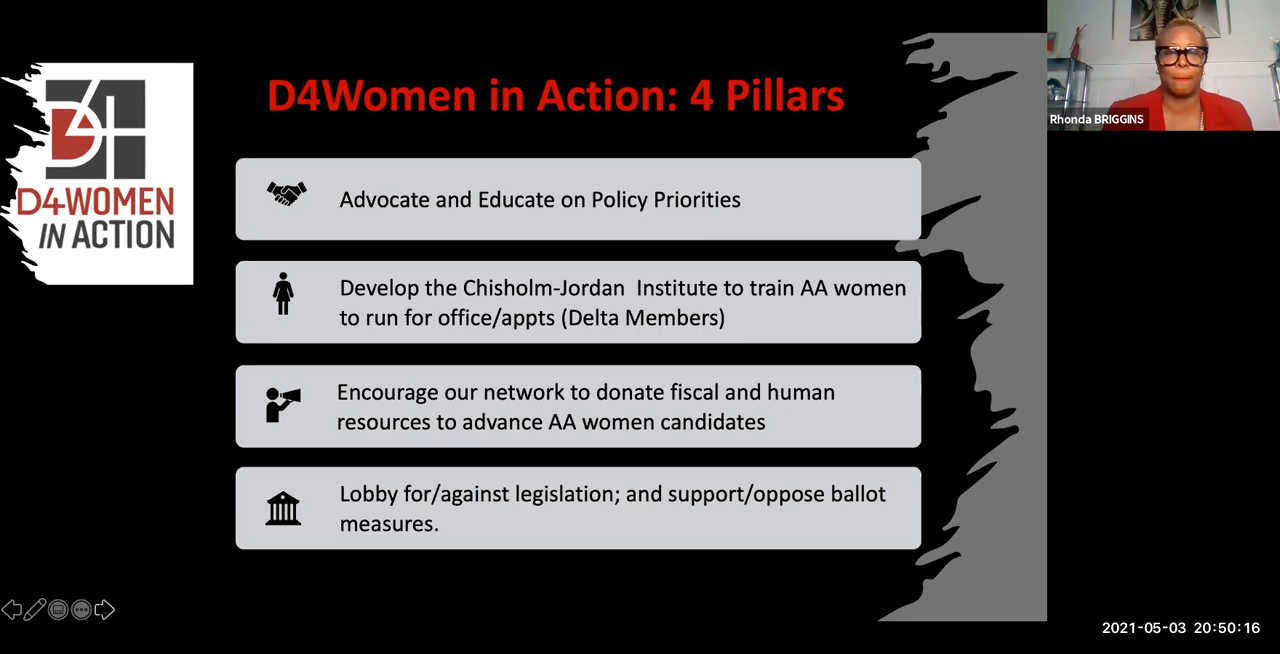 D4Women in Action: 4 Pillars
D4WOMEN
IN ACTION
Advocate and Educate on Policy Priorities
Develop the Chisholm-Jordan  Institute to train AA women
to run for office/appts (Delta Members)
Encourage our network to donate fiscal and human
resources to advance AA women candidates
Lobby for/against legislation; and support/oppose ballot
measures.
Rhonda BRIGGINS
2021-05-03 20:50:16